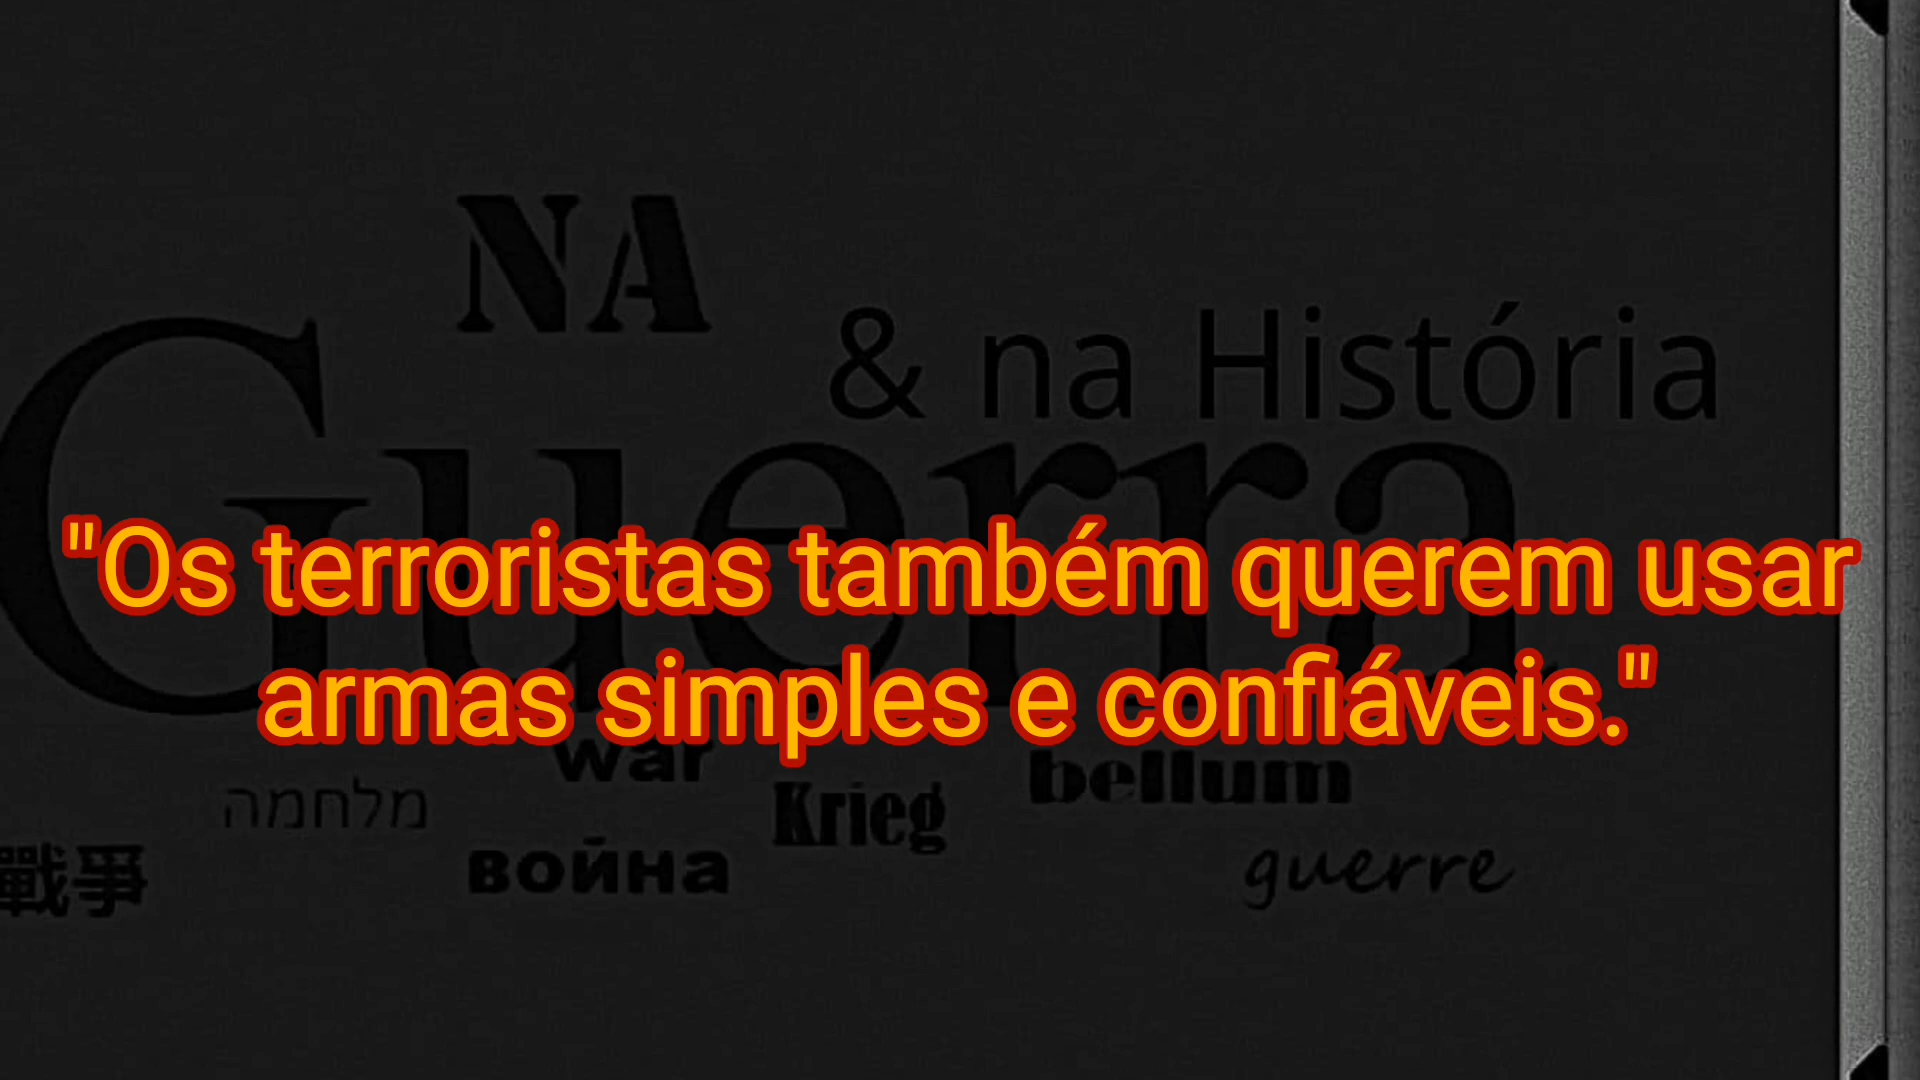 NA
& na História
Guerra
"Os terroristas também querem usar
armas simples e confiáveis."
war
bellum
מלחמה
Krieg
戰爭
война
guerre